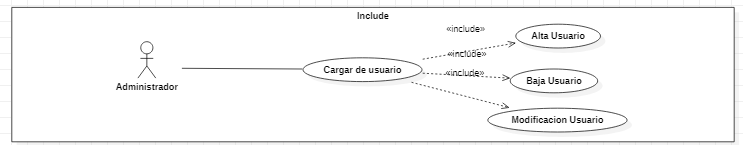 Include
«include»
Alta Usuario
«include»
Cargar de usuario
«include»
Baja Usuario
Administrador
Modificacion Usuario